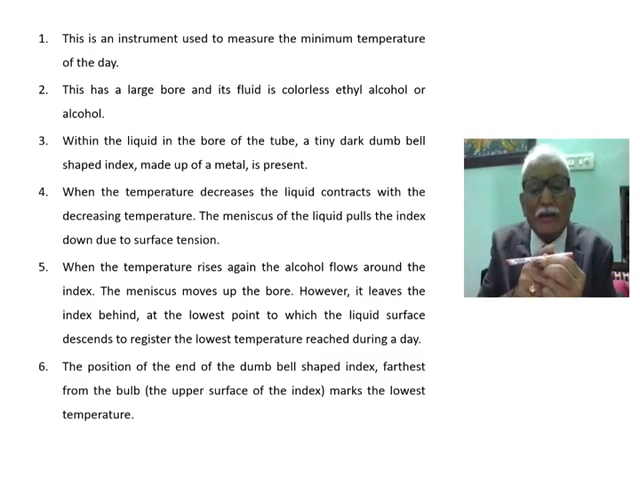 1. This is an instrument used to measure the minimum temperature
of the day.
2. This has a large bore and its fluid is colorless ethyl alcohol or
alcohol.
3. Within the liquid in the bore of the tube, a tiny dark dumb bell
shaped index, made up of a metal, is present.
4. When the temperature decreases the liquid contracts with the
decreasing temperature. The meniscus of the liquid pulls the index
down due to surface tension.
5. When the temperature rises again the alcohol flows around the
index. The meniscus moves up the bore. However, it leaves the
index behind, at the lowest point to which the liquid surface
descends to register the lowest temperature reached during a day.
6. The position of the end of the dumb bell shaped index, farthest
from the bulb (the upper surface of the index) marks the lowest
temperature.